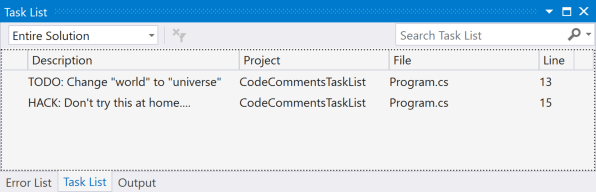 Task List
Entire Solution Search Task List
Description Project File Line
TODO: Change "world" to "universe" CodeCommentsTaskList Program.cs 13
HACK: Don't try this at home.... CodeCommentsTaskList Program.cs 15
Error List Task List Output